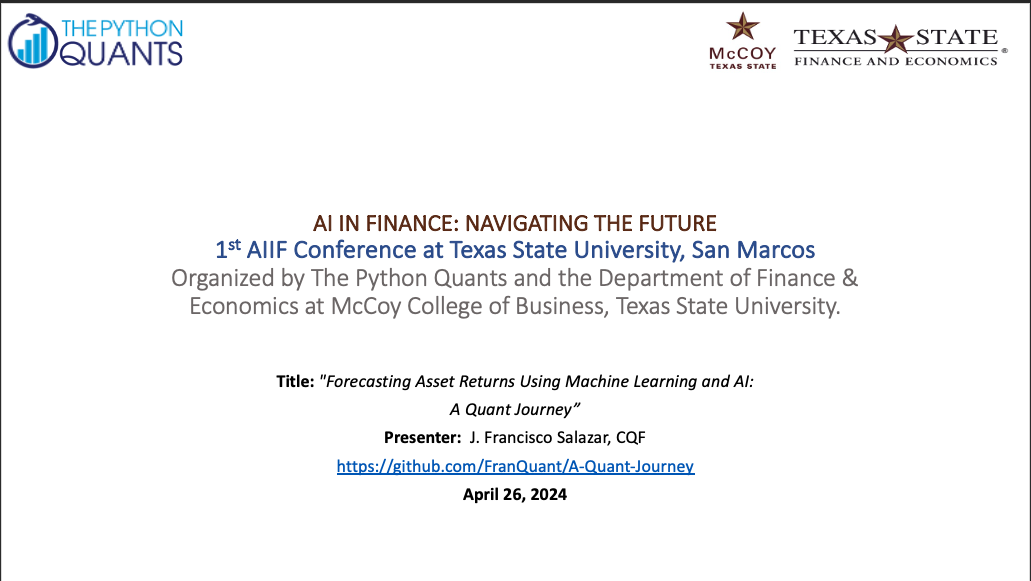 THE PYTHON
QUANTS
McCOY
TEXAS STATE
TEXAS STATE
®
FINANCE AND ECONOMICS
AI IN FINANCE: NAVIGATING THE FUTURE
1st AIIF Conference at Texas State University, San Marcos
Organized by The Python Quants and the Department of Finance &
Economics at McCoy College of Business, Texas State University.
Title: "Forecasting Asset Returns Using Machine Learning and AI:
A Quant Journey”
Presenter: J. Francisco Salazar, CQF
https://github.com/FranQuant/A-Quant-Journey
April 26, 2024